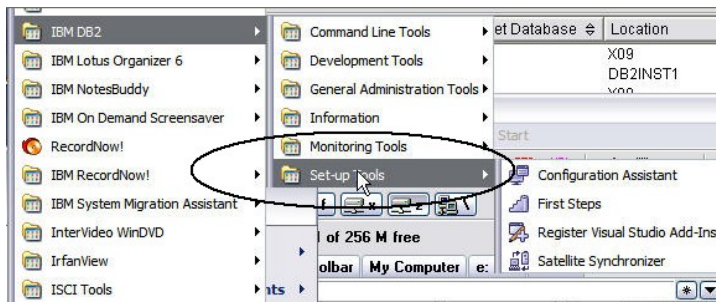 IBM DB2
IBM Lotus Organizer 6
IBM NotesBuddy
IBM On Demand Screensaver
RecordNow!
IBM RecordNow!
IBM System Migration Assistant
InterVideo WinDVD
IrfanView
ISCI Tools
Command Line Tools
Development Tools
General Administration Tools
Information
Monitoring Tools
Set-up Tools
et Database Location
X09
DB2INST1
Start
Configuration Assistant
First Steps
Register Visual Studio Add-Ins
Satellite Synchronizer
f x z \
of 256 M free
olbar My Computer e:
nts